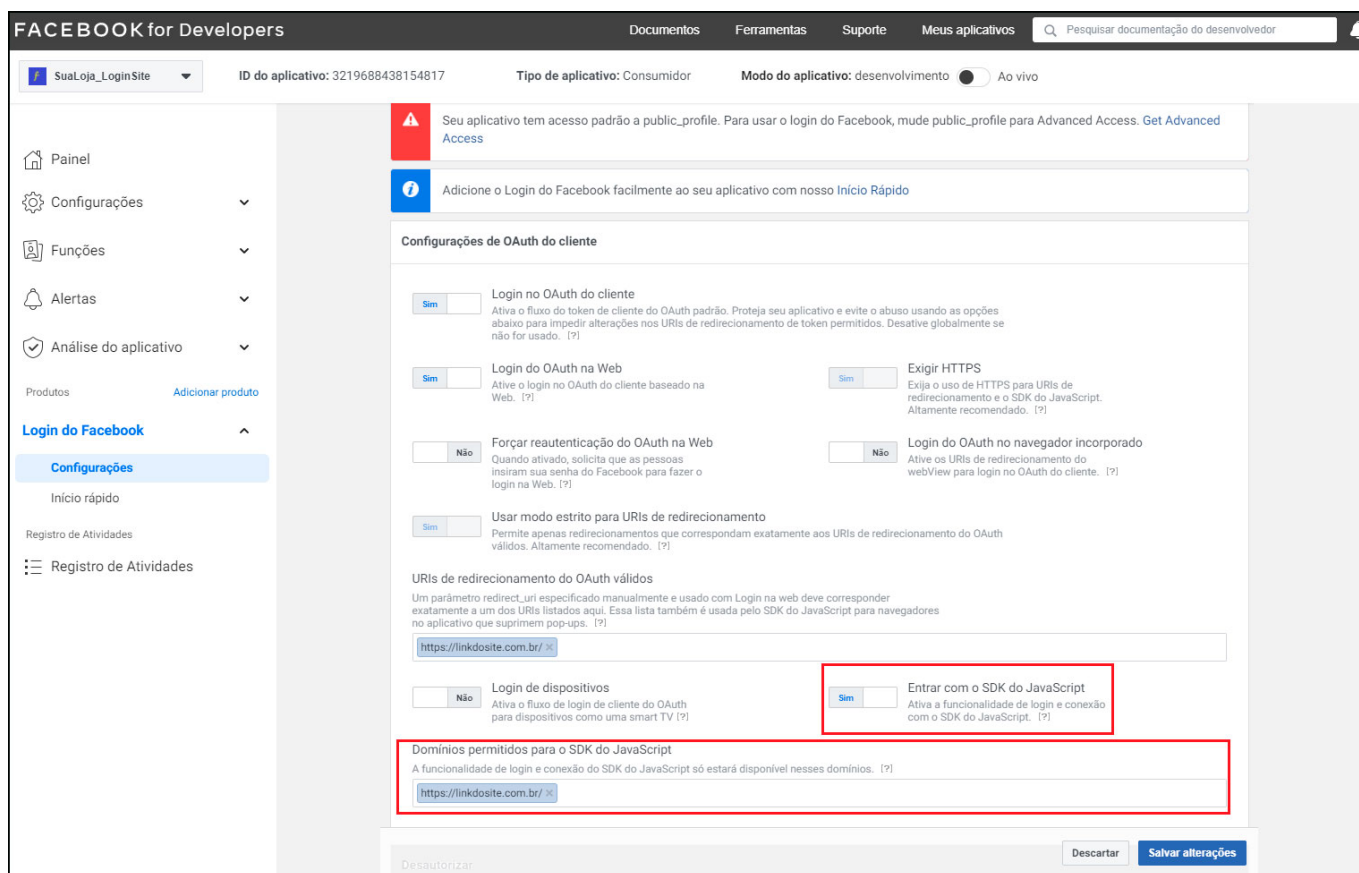 FACEBOOK for Developers
Documentos
Ferramentas
Suporte
Meus aplicativos
Pesquisar documentação do desenvolvedor
SuaLoja_LoginSite
ID do aplicativo: 3219688438154817
Tipo de aplicativo: Consumidor
Modo do aplicativo: desenvolvimento
Ao vivo
Painel
Configurações
Funções
Alertas
Análise do aplicativo
Produtos
Adicionar produto
Login do Facebook
Configurações
Início rápido
Registro de Atividades
Registro de Atividades
Seu aplicativo tem acesso padrão a public_profile. Para usar o login do Facebook, mude public_profile para Advanced Access. Get Advanced
Access
Adicione o Login do Facebook facilmente ao seu aplicativo com nosso Início Rápido
Configurações de OAuth do cliente
Sim
Login no OAuth do cliente
Ativa o fluxo do token de cliente do OAuth padrão. Proteja seu aplicativo e evite o abuso usando as opções
abaixo para impedir alterações nos URIs de redirecionamento de token permitidos. Desative globalmente se
não for usado. [?]
Sim
Login do OAuth na Web
Ative o login no OAuth do cliente baseado na
Web. [?]
Sim
Exigir HTTPS
Exija o uso de HTTPS para URIs de
redirecionamento e o SDK do JavaScript.
Altamente recomendado. [?]
Não
Forçar reautenticação do OAuth na Web
Quando ativado, solicita que as pessoas
insiram sua senha do Facebook para fazer o
login na Web. [?]
Não
Login do OAuth no navegador incorporado
Ative os URIs de redirecionamento do
webView para login no OAuth do cliente. [?]
Sim
Usar modo estrito para URIs de redirecionamento
Permite apenas redirecionamentos que correspondam exatamente aos URIs de redirecionamento do OAuth
válidos. Altamente recomendado. [?]
URIs de redirecionamento do OAuth válidos
Um parâmetro redirect_uri especificado manualmente e usado com Login na web deve corresponder
exatamente a um dos URIs listados aqui. Essa lista também é usada pelo SDK do JavaScript para navegadores
no aplicativo que suprimem pop-ups. [?]
https://linkdosite.com.br/ ×
Não
Login de dispositivos
Ativa o fluxo de login de cliente do OAuth
para dispositivos como uma smart TV [?]
Sim
Entrar com o SDK do JavaScript
Ativa a funcionalidade de login e conexão
com o SDK do JavaScript. [?]
Domínios permitidos para o SDK do JavaScript
A funcionalidade de login e conexão do SDK do JavaScript só estará disponível nesses domínios. [?]
https://linkdosite.com.br/ ×
Descartar
Salvar alterações
Desautorizar